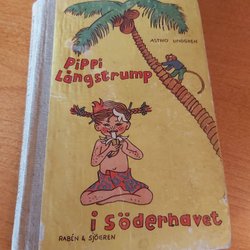 ASTRID LINDGREN
PIPPI
LÅNGSTRUMP
i SÖDERHAVET
RABÉN & SJÖGREN